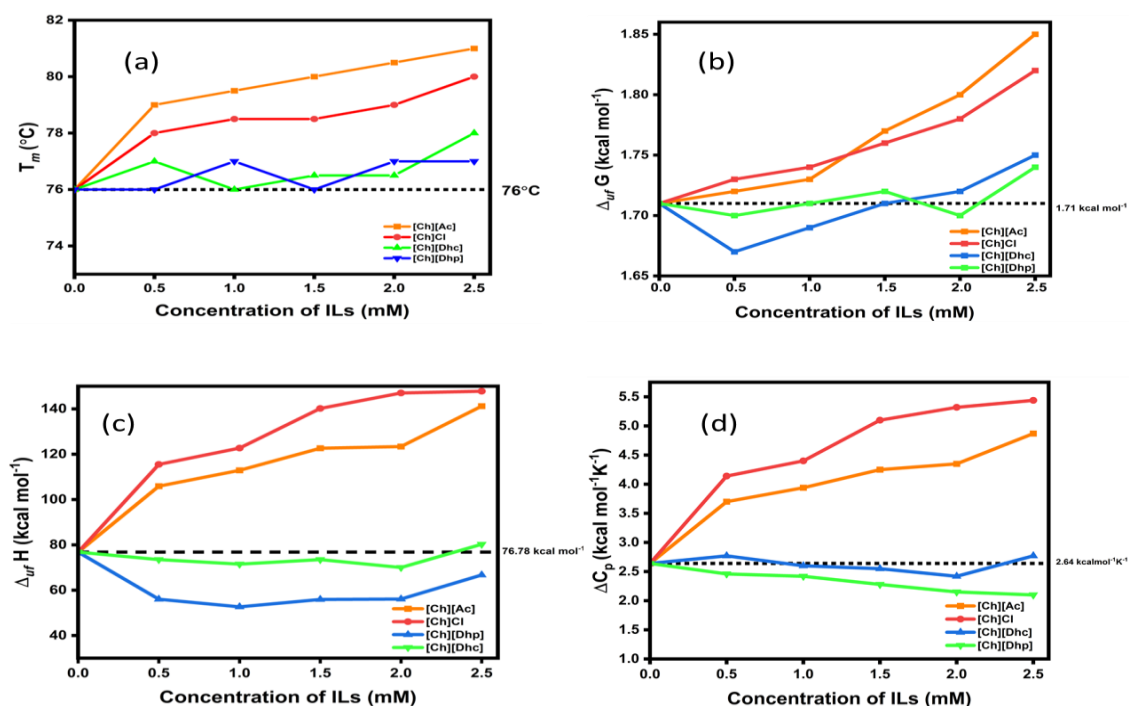 (a)
82
80
78
76
74
T_m (°C)
76°C
[Ch][Ac]
[Ch]Cl
[Ch][Dhc]
[Ch][Dhp]
0.0 0.5 1.0 1.5 2.0 2.5
Concentration of ILs (mM)
(b)
1.85
1.80
1.75
1.70
1.65
Δ_uf G (kcal mol⁻¹)
1.71 kcal mol⁻¹
[Ch][Ac]
[Ch]Cl
[Ch][Dhc]
[Ch][Dhp]
0.0 0.5 1.0 1.5 2.0 2.5
Concentration of ILs (mM)
(c)
140
120
100
80
60
40
Δ_uf H (kcal mol⁻¹)
76.78 kcal mol⁻¹
[Ch][Ac]
[Ch]Cl
[Ch][Dhp]
[Ch][Dhc]
0.0 0.5 1.0 1.5 2.0 2.5
Concentration of ILs (mM)
(d)
5.5
5.0
4.5
4.0
3.5
3.0
2.5
2.0
1.5
1.0
ΔC_p (kcal mol⁻¹K⁻¹)
2.64 kcalmol⁻¹K⁻¹
[Ch][Ac]
[Ch]Cl
[Ch][Dhc]
[Ch][Dhp]
0.0 0.5 1.0 1.5 2.0 2.5
Concentration of ILs (mM)